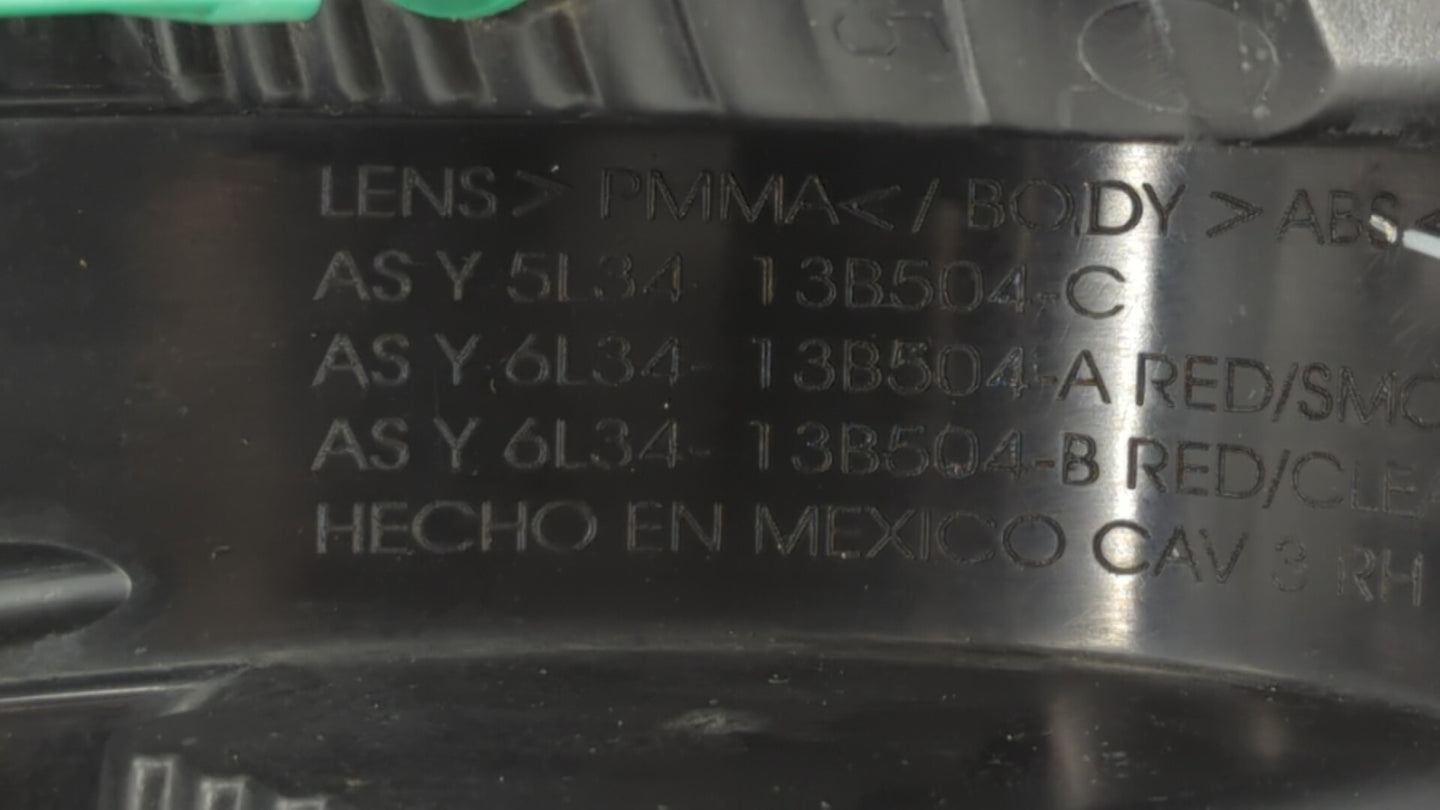 LENS> PMMA</ BODY >ABS<
AS Y 5L34- 13B504-C
AS Y 6L34- 13B504-A RED/SMO
AS Y 6L34- 13B504-B RED/CLEA
HECHO EN MEXICO CAV 3 RH